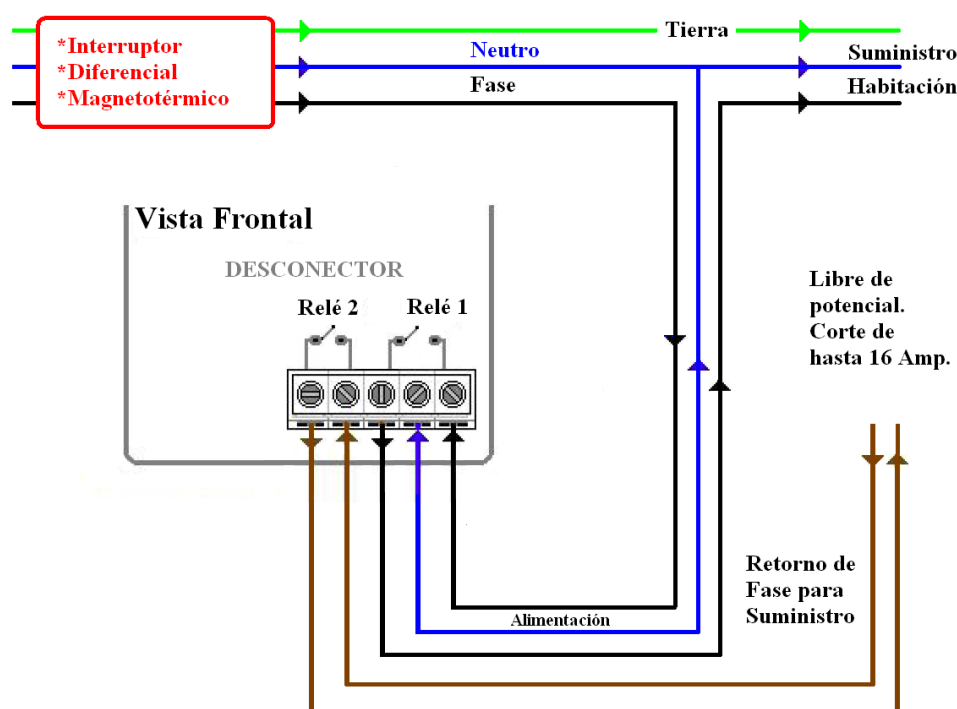 Tierra
*Interruptor
*Diferencial
*Magnetotérmico
Neutro
Fase
Suministro
Habitación
Vista Frontal
DESCONECTOR
Relé 2
Relé 1
Libre de
potencial.
Corte de
hasta 16 Amp.
Retorno de
Fase para
Suministro
Alimentación